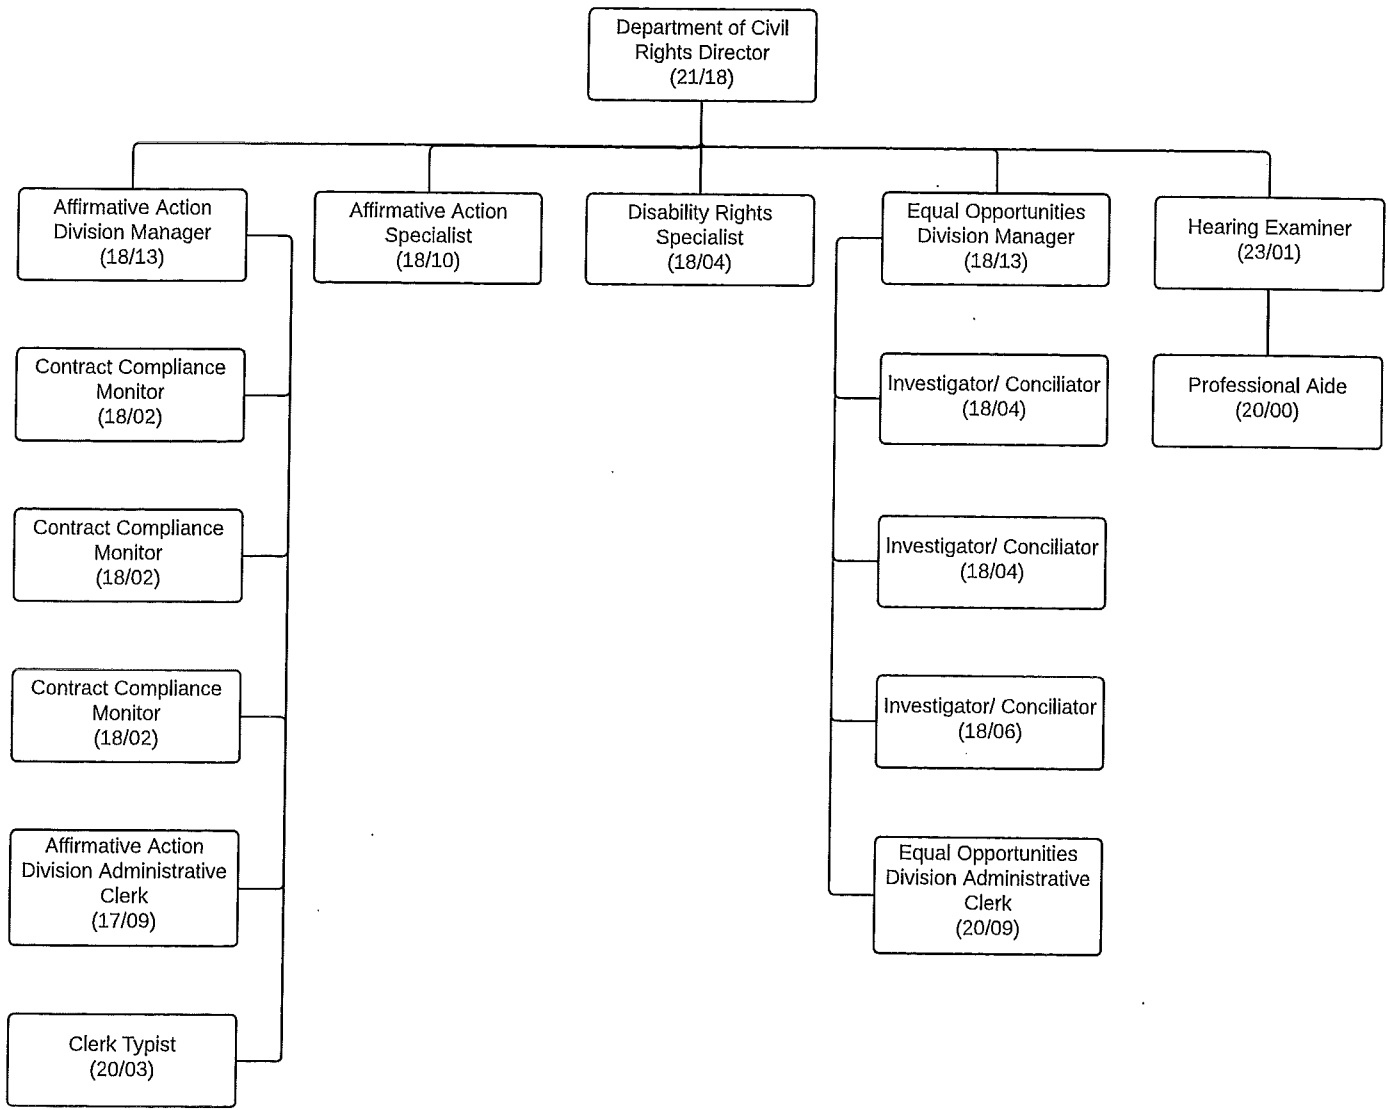 Department of Civil
Rights Director
(21/18)
Affirmative Action
Division Manager
(18/13)
Affirmative Action
Specialist
(18/10)
Disability Rights
Specialist
(18/04)
Equal Opportunities
Division Manager
(18/13)
Hearing Examiner
(23/01)
Contract Compliance
Monitor
(18/02)
Investigator/ Conciliator
(18/04)
Professional Aide
(20/00)
Contract Compliance
Monitor
(18/02)
Investigator/ Conciliator
(18/04)
Contract Compliance
Monitor
(18/02)
Investigator/ Conciliator
(18/06)
Affirmative Action
Division Administrative
Clerk
(17/09)
Equal Opportunities
Division Administrative
Clerk
(20/09)
Clerk Typist
(20/03)